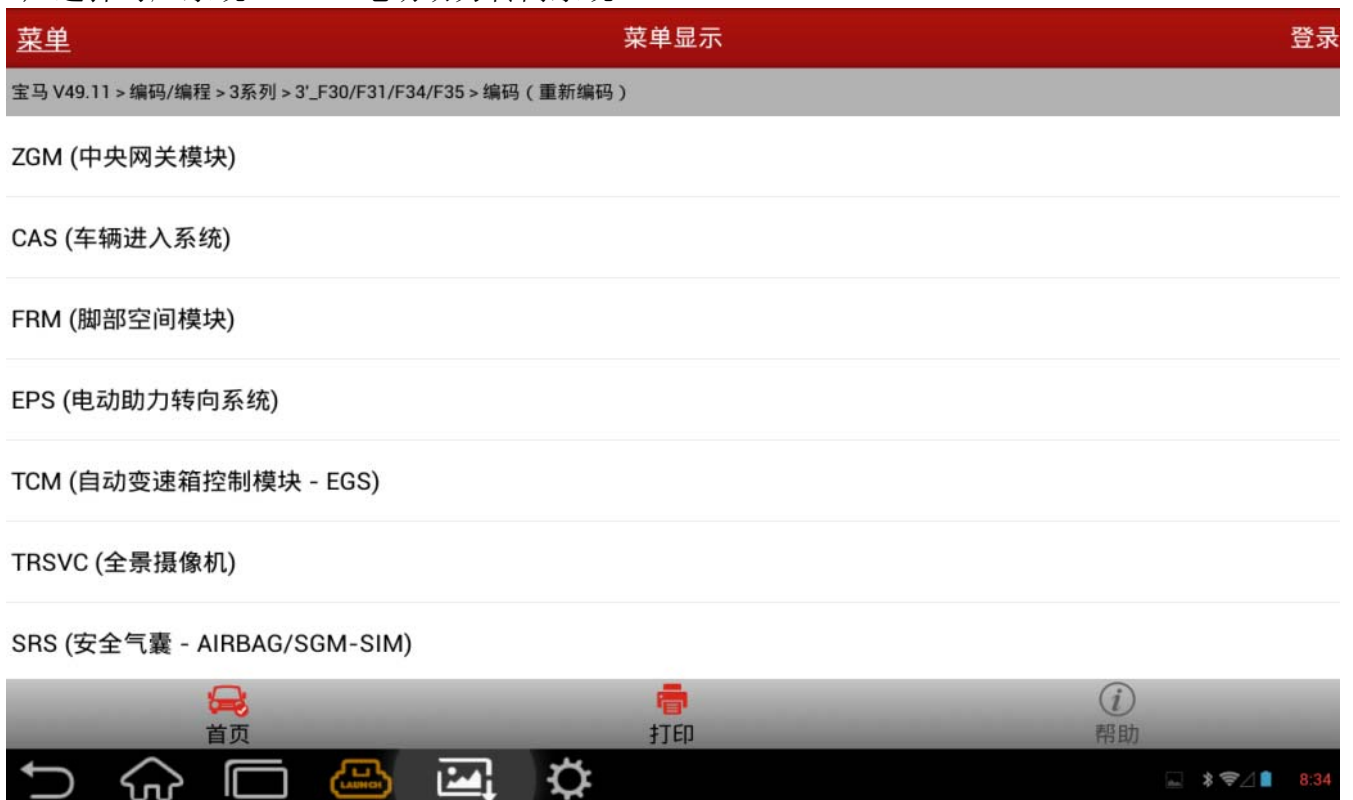 菜单
菜单显示
登录
宝马 V49.11 > 编码/编程 > 3系列 > 3'_F30/F31/F34/F35 > 编码 ( 重新编码 )
ZGM (中央网关模块)
CAS (车辆进入系统)
FRM (脚部空间模块)
EPS (电动助力转向系统)
TCM (自动变速箱控制模块 - EGS)
TRSVC (全景摄像机)
SRS (安全气囊 - AIRBAG/SGM-SIM)
首页
打印
帮助
LAUNCH
8:34